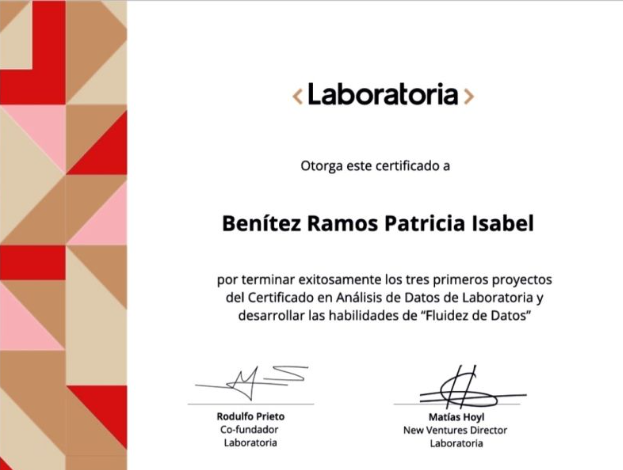 <Laboratoria>
Otorga este certificado a
Benítez Ramos Patricia Isabel
por terminar exitosamente los tres primeros proyectos
del Certificado en Análisis de Datos de Laboratoria y
desarrollar las habilidades de “Fluidez de Datos”
Rodulfo Prieto
Co-fundador
Laboratoria
Matías Hoyl
New Ventures Director
Laboratoria